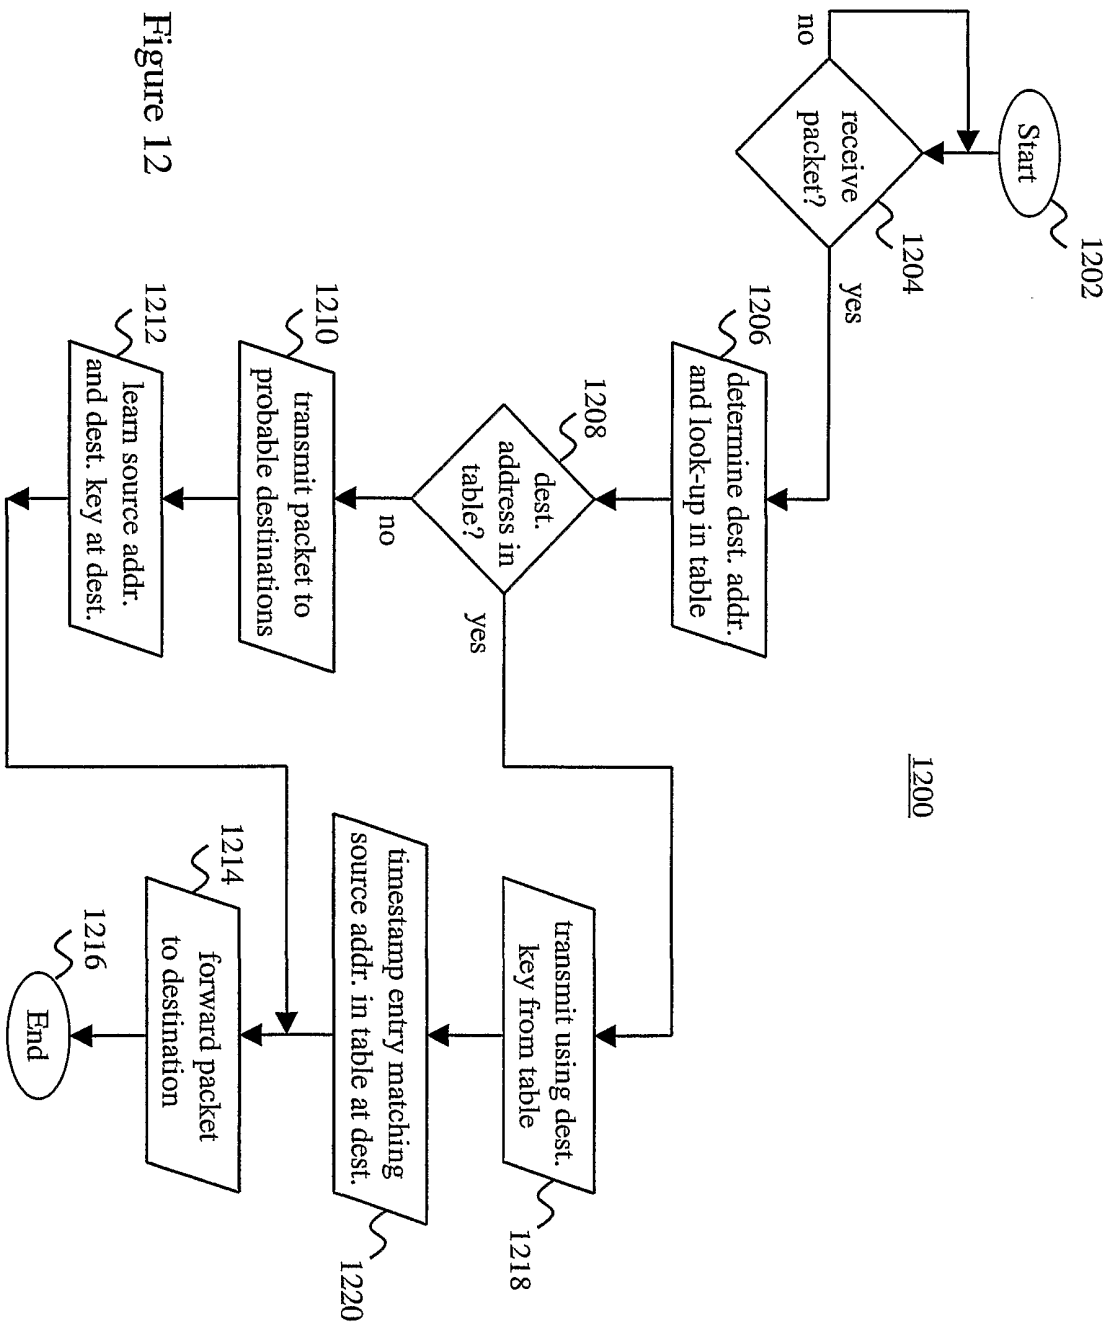 1200
Start
1202
receive
packet?
1204
no
yes
1206
determine dest. addr.
and look-up in table
1208
dest.
address in
table?
no
yes
1210
transmit packet to
probable destinations
1212
learn source addr.
and dest. key at dest.
transmit using dest.
key from table
1218
timestamp entry matching
source addr. in table at dest.
1220
1214
forward packet
to destination
1216
End
Figure 12